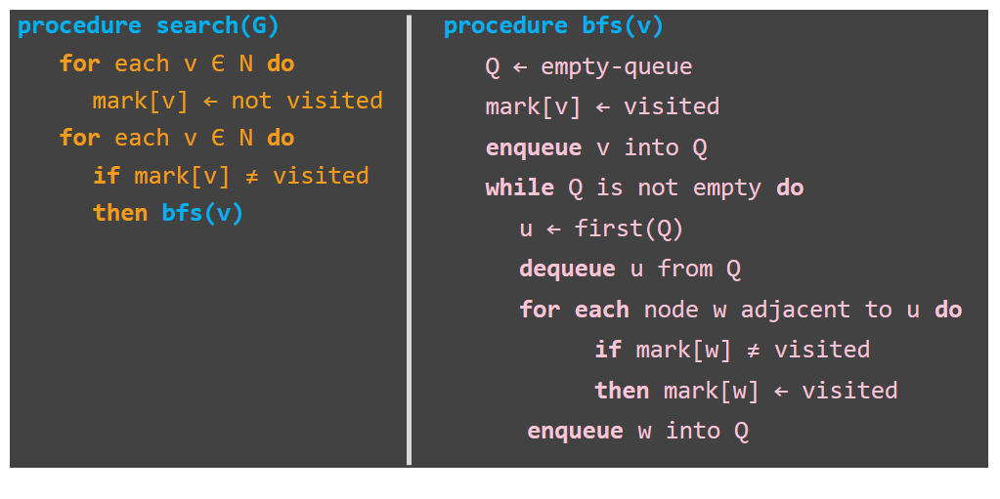 procedure search(G)
for each v Є N do
mark[v] ← not visited
for each v Є N do
if mark[v] ≠ visited
then bfs(v)
procedure bfs(v)
Q ← empty-queue
mark[v] ← visited
enqueue v into Q
while Q is not empty do
u ← first(Q)
dequeue u from Q
for each node w adjacent to u do
if mark[w] ≠ visited
then mark[w] ← visited
enqueue w into Q